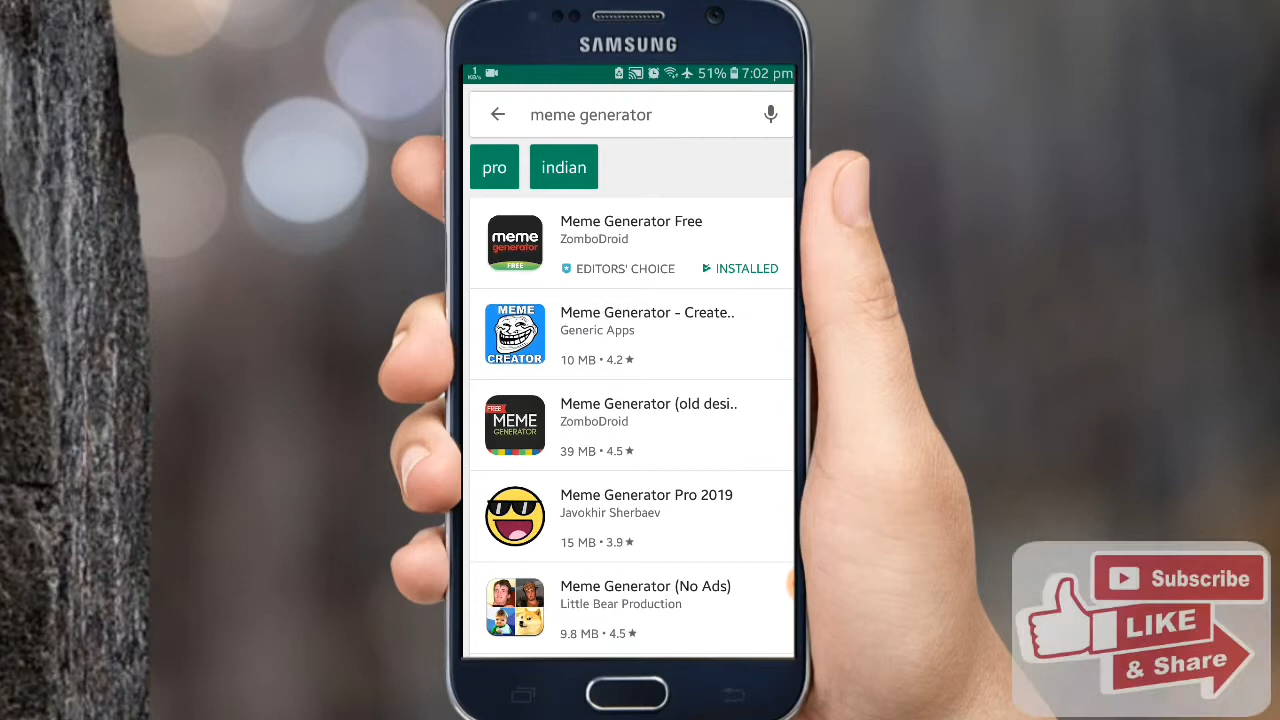 SAMSUNG
1
KB/s
51% 7:02 pm
meme generator
pro
indian
meme
generator
FREE
Meme Generator Free
ZomboDroid
EDITORS' CHOICE
INSTALLED
MEME
CREATOR
Meme Generator - Create..
Generic Apps
10 MB • 4.2★
FREE
MEME
GENERATOR
Meme Generator (old desi..
ZomboDroid
39 MB • 4.5★
Meme Generator Pro 2019
Javokhir Sherbaev
15 MB • 3.9★
Meme Generator (No Ads)
Little Bear Production
9.8 MB • 4.5★
Subscribe
LIKE
& Share